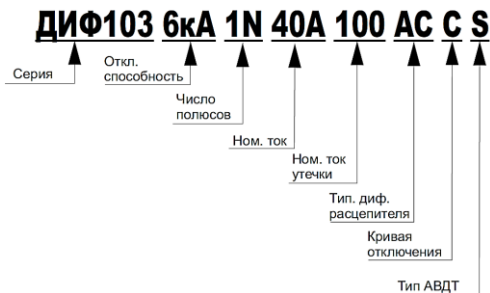 ДИФ103 6кА 1N 40А 100 АС С S
Серия
Откл.
способность
Число
полюсов
Ном. ток
Ном. ток
утечки
Тип. диф.
расцепителя
Кривая
отключения
Тип АВДТ